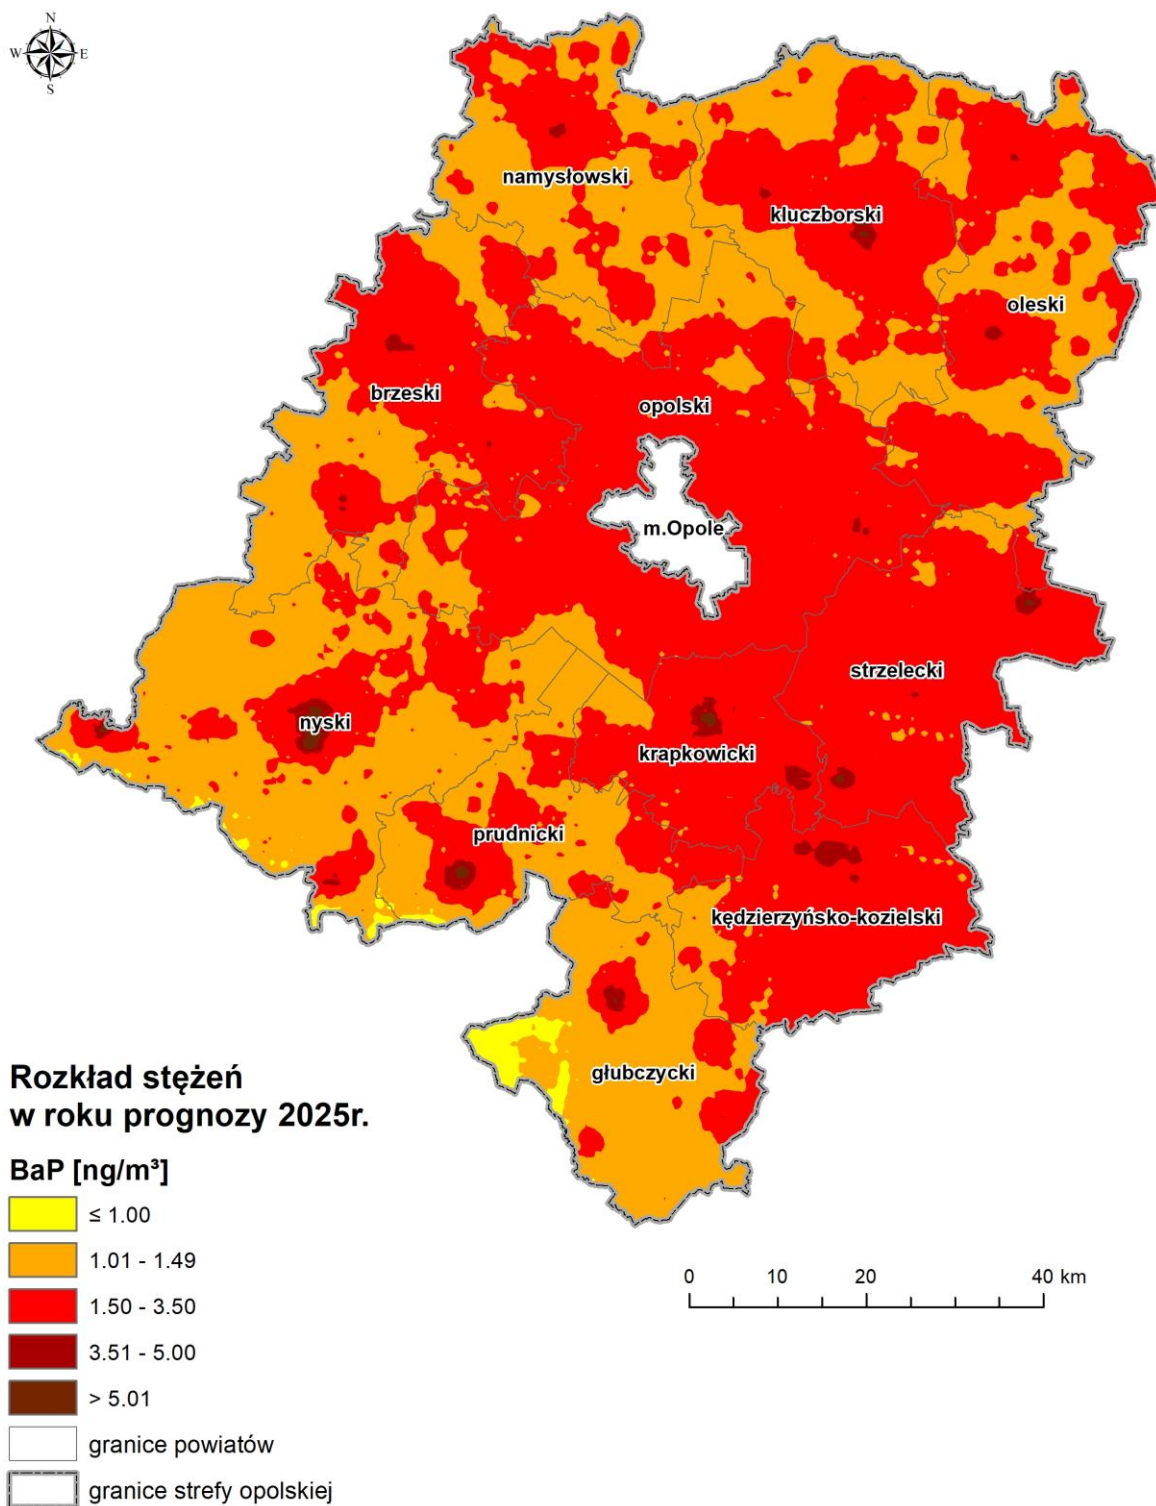 N
W E
S
namysłowski
kluczborski
oleski
brzeski
opolski
m.Opole
strzelecki
nyski
krapkowicki
prudnicki
kędzierzyńsko-kozielski
głubczycki
Rozkład stężeń
w roku prognozy 2025r.
BaP [ng/m³]
≤ 1.00
1.01 - 1.49
1.50 - 3.50
3.51 - 5.00
> 5.01
granice powiatów
granice strefy opolskiej
0 10 20 40 km